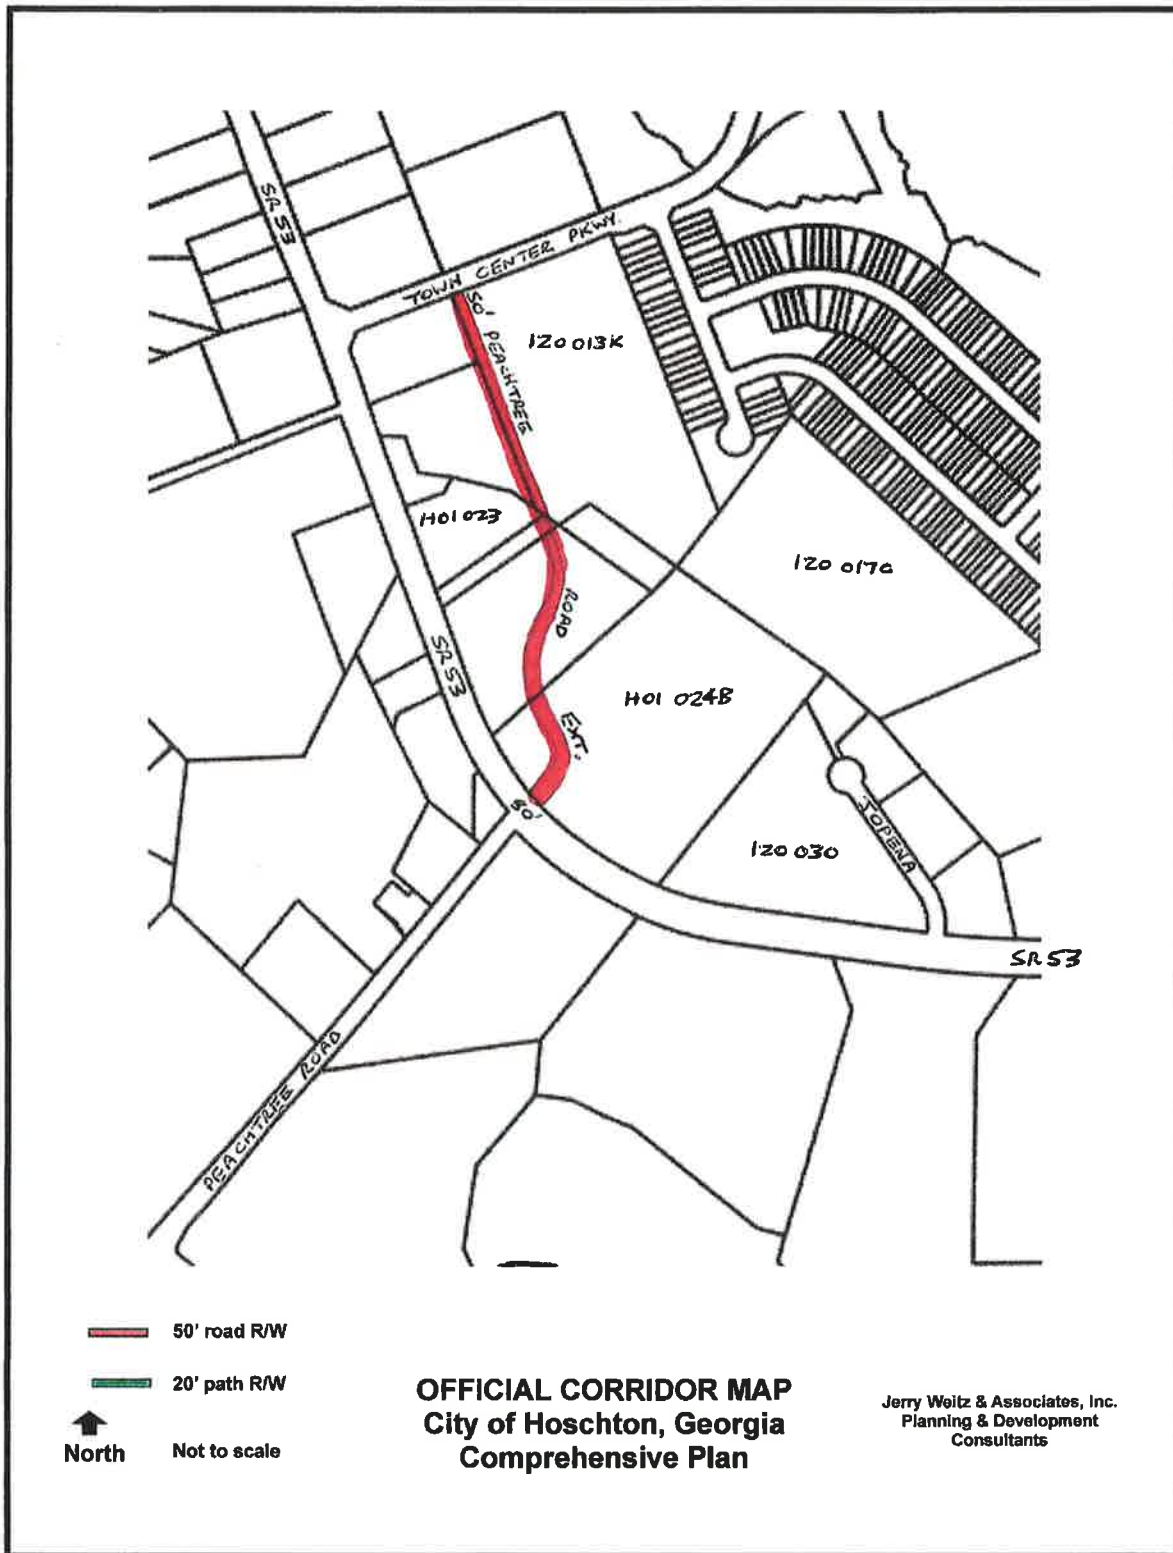 SR 53
TOWN CENTER PKWY.
50' PEACHTREE
120 013K
H01 023
120 017G
ROAD
SR 53
H01 024B
EXT.
50'
JOPENA
120 030
SR 53
PEACHTREE ROAD
50' road R/W
20' path R/W
North
Not to scale
OFFICIAL CORRIDOR MAP
City of Hoschton, Georgia
Comprehensive Plan
Jerry Weitz & Associates, Inc.
Planning & Development
Consultants